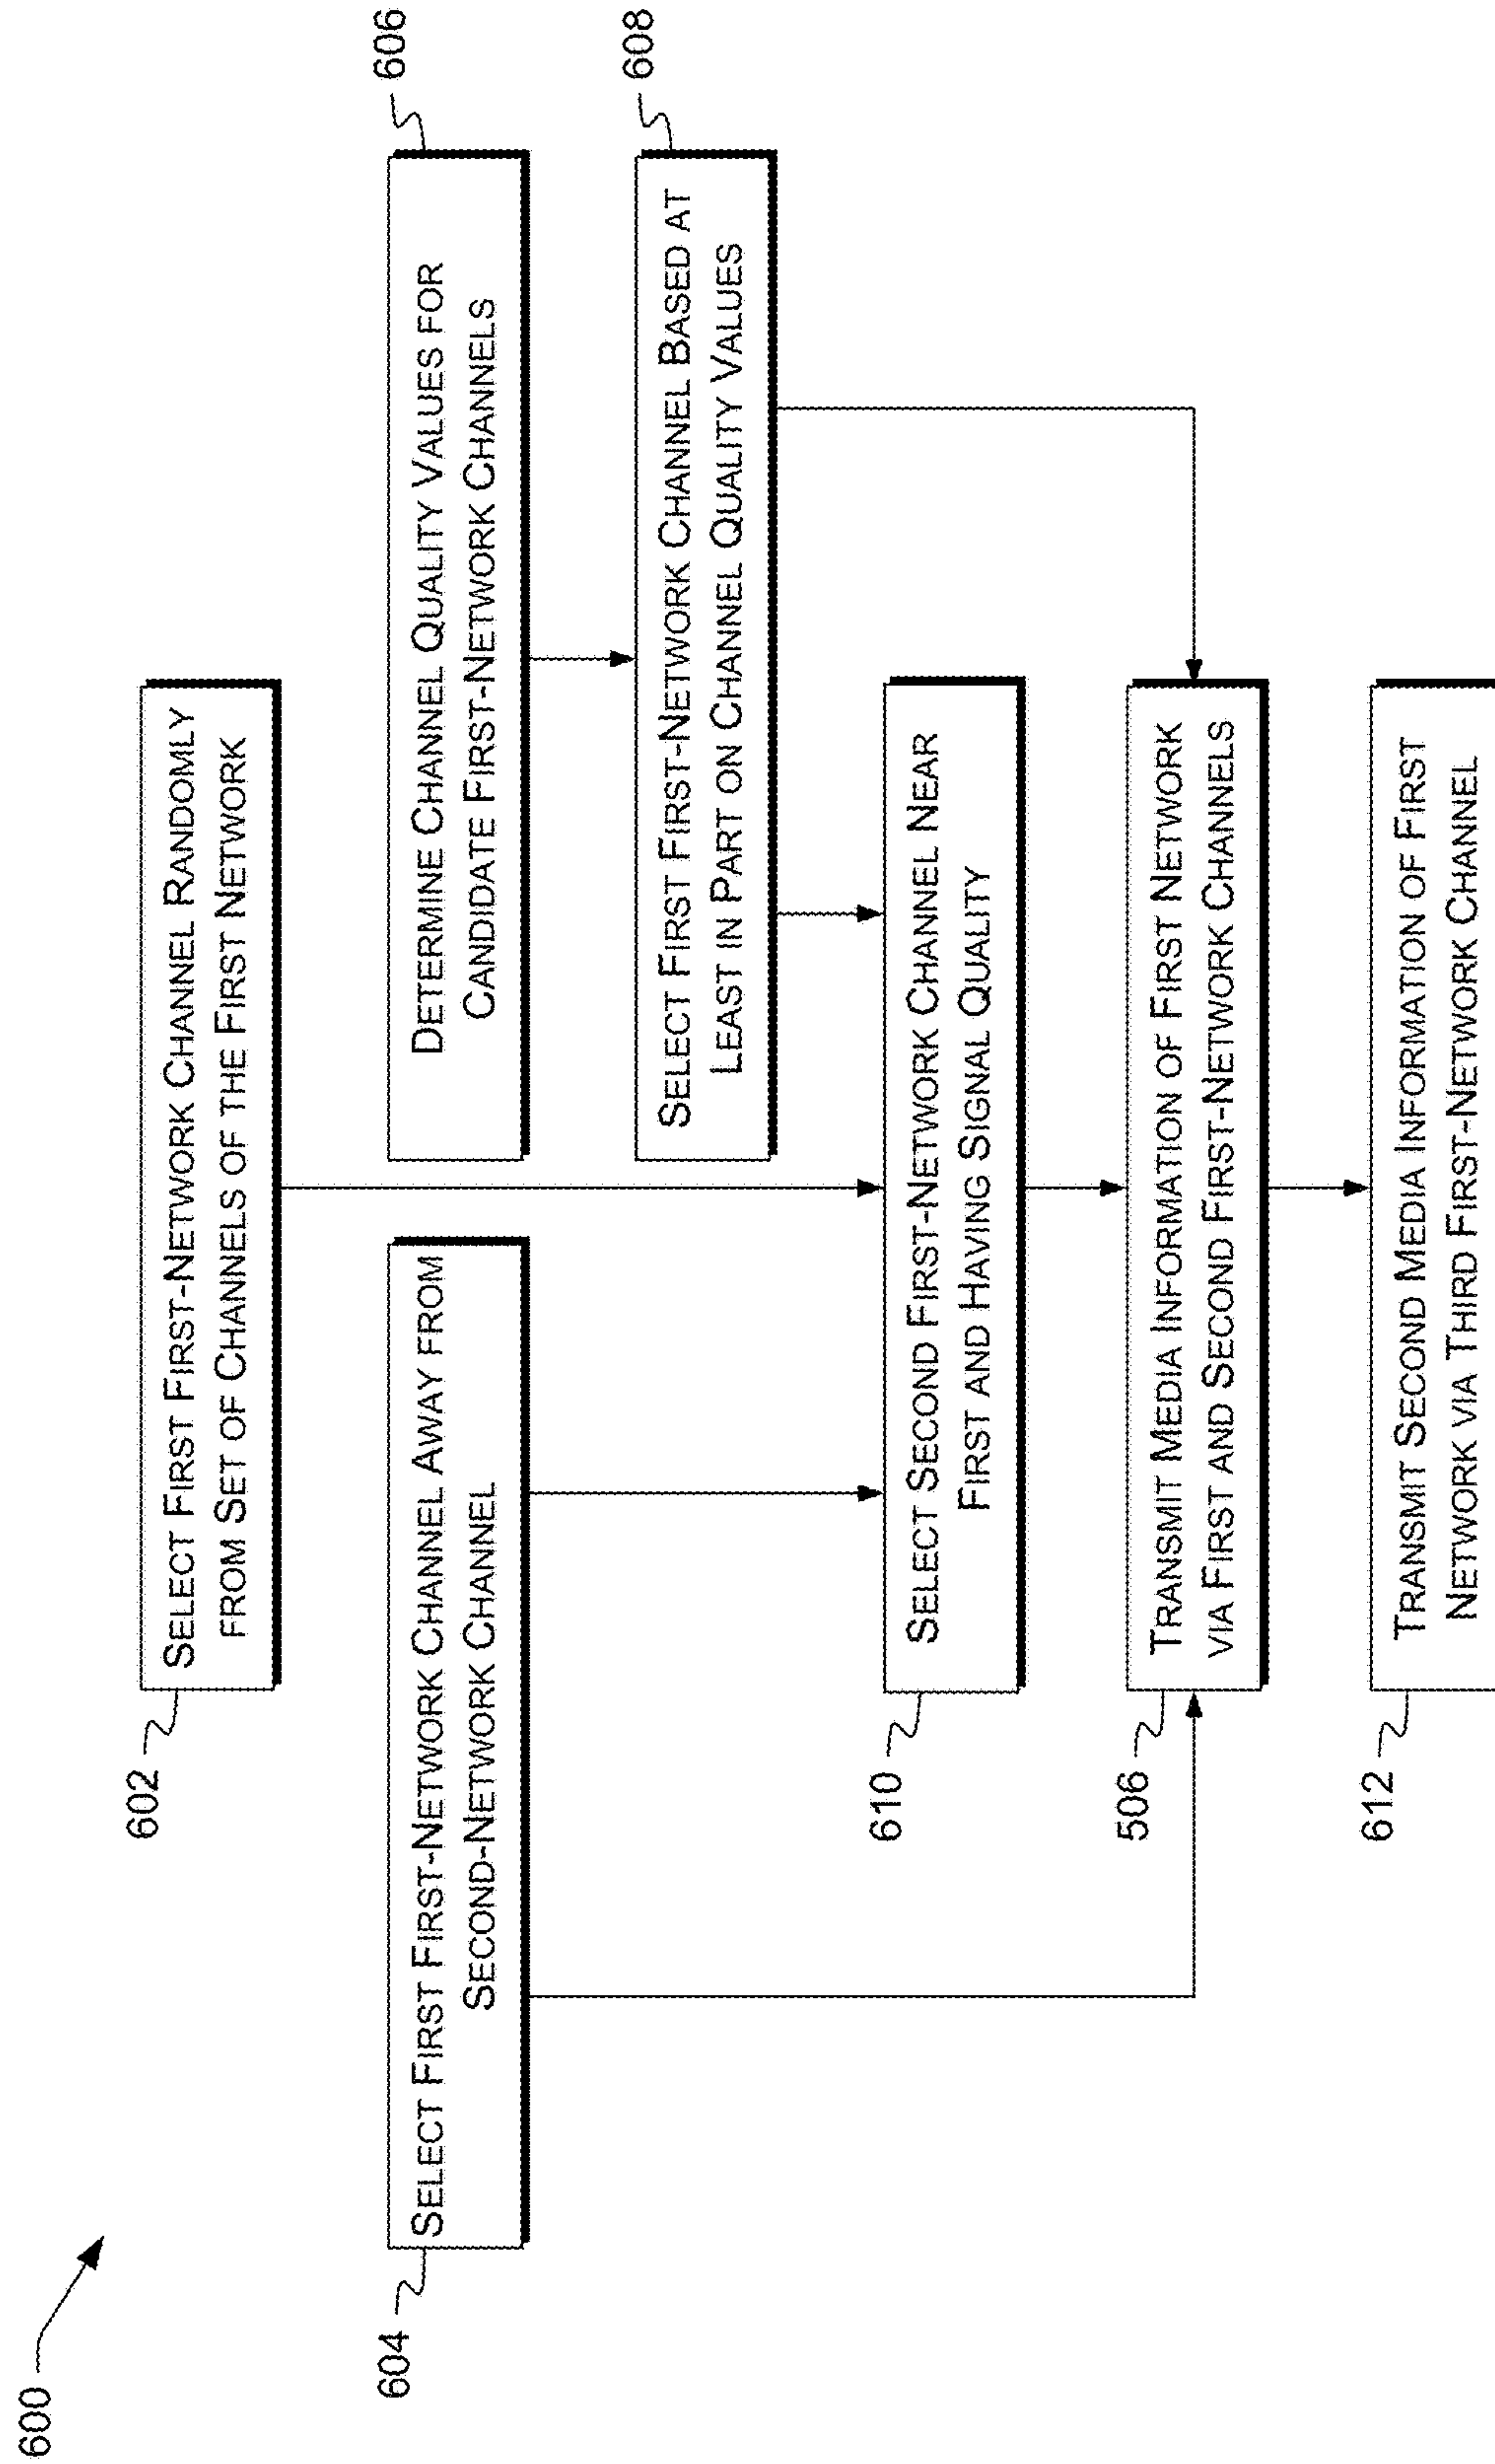 600
602
SELECT FIRST FIRST-NETWORK CHANNEL RANDOMLY
FROM SET OF CHANNELS OF THE FIRST NETWORK
604
SELECT FIRST FIRST-NETWORK CHANNEL AWAY FROM
SECOND-NETWORK CHANNEL
606
DETERMINE CHANNEL QUALITY VALUES FOR
CANDIDATE FIRST-NETWORK CHANNELS
608
SELECT FIRST FIRST-NETWORK CHANNEL BASED AT
LEAST IN PART ON CHANNEL QUALITY VALUES
610
SELECT SECOND FIRST-NETWORK CHANNEL NEAR
FIRST AND HAVING SIGNAL QUALITY
506
TRANSMIT MEDIA INFORMATION OF FIRST NETWORK
VIA FIRST AND SECOND FIRST-NETWORK CHANNELS
612
TRANSMIT SECOND MEDIA INFORMATION OF FIRST
NETWORK VIA THIRD FIRST-NETWORK CHANNEL